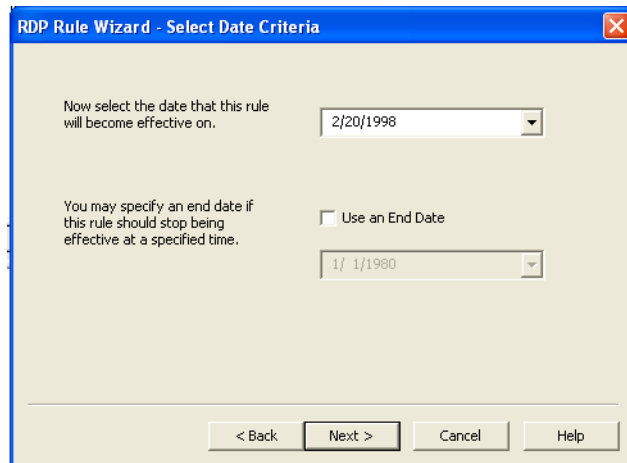 RDP Rule Wizard - Select Date Criteria
Now select the date that this rule
will become effective on.
2/20/1998
You may specify an end date if
this rule should stop being
effective at a specified time.
Use an End Date
1/ 1/1980
< Back
Next >
Cancel
Help